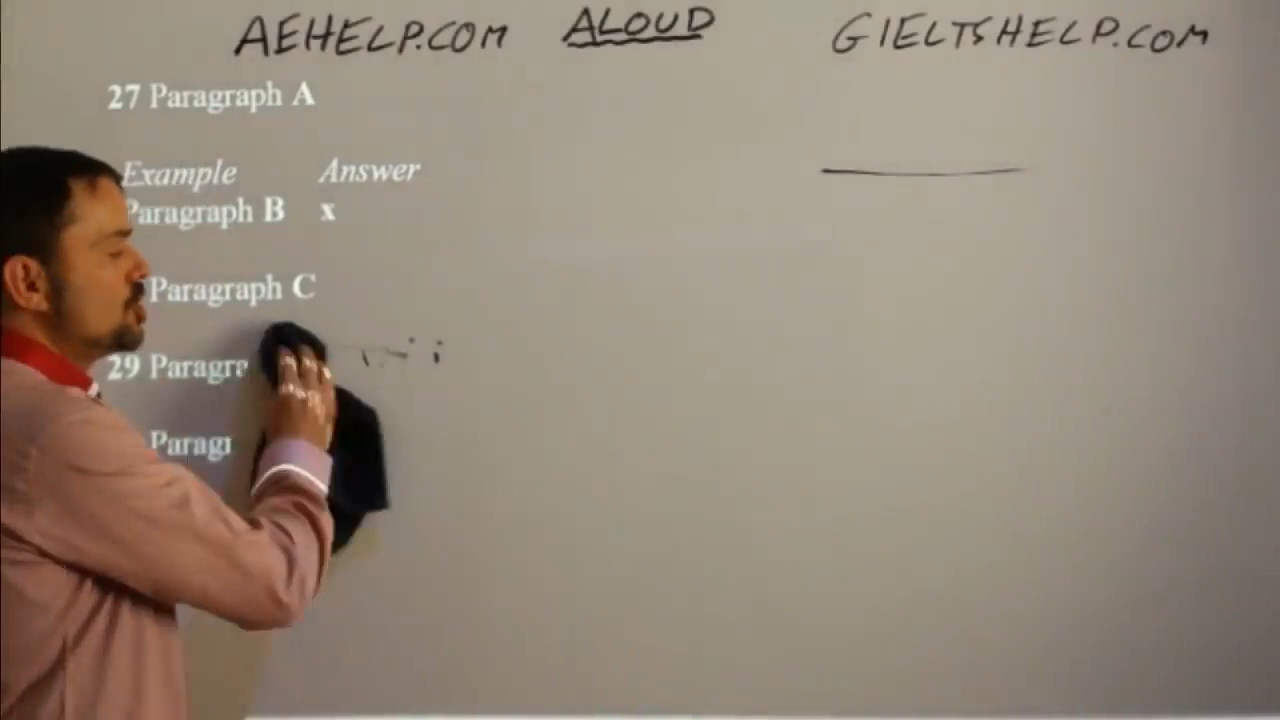 AEHELP.COM ALOUD GIELTSHELP.COM
27 Paragraph A
Example Answer
Paragraph B x
Paragraph C
29